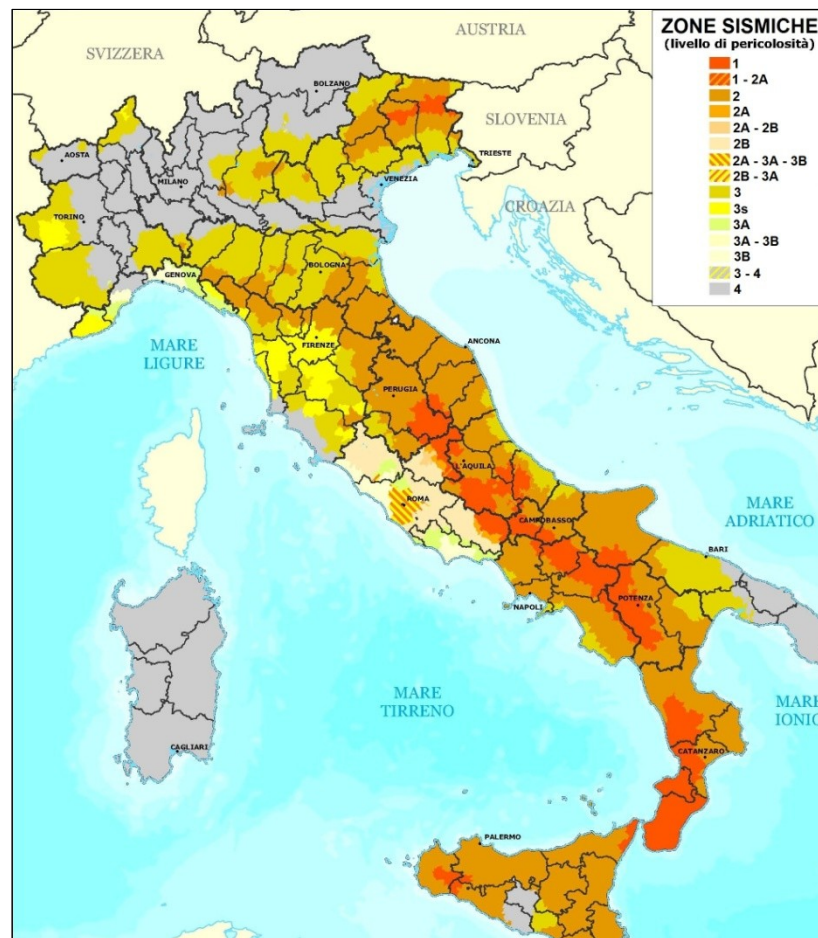 ZONE SISMICHE
(livello di pericolosità)
1
1 - 2A
2
2A
2A - 2B
2B
2A - 3A - 3B
2B - 3A
3
3s
3A
3A - 3B
3B
3 - 4
4
AUSTRIA
SVIZZERA
BOLZANO
SLOVENIA
AOSTA
TRIESTE
MILANO
VENEZIA
CROAZIA
TORINO
BOLOGNA
GENOVA
FIRENZE
ANCONA
MARE
LIGURE
PERUGIA
L'AQUILA
ROMA
MARE
ADRIATICO
CAMPOBASSO
BARI
NAPOLI
POTENZA
MARE
TIRRENO
MARE
IONIO
CAGLIARI
CATANZARO
PALERMO